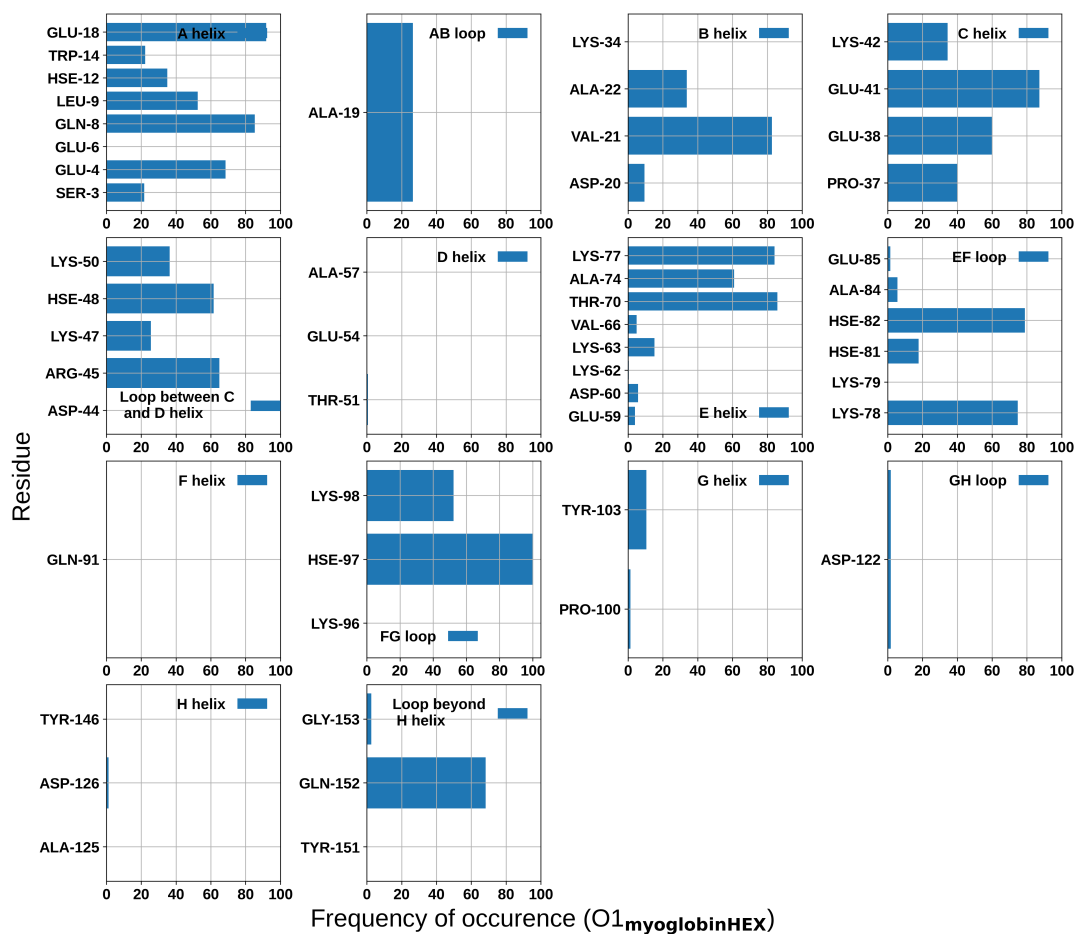 GLU-18
TRP-14
HSE-12
LEU-9
GLN-8
GLU-6
GLU-4
SER-3
A helix
0 20 40 60 80 100
ALA-19
AB loop
0 20 40 60 80 100
LYS-34
ALA-22
VAL-21
ASP-20
B helix
0 20 40 60 80 100
LYS-42
GLU-41
GLU-38
PRO-37
C helix
0 20 40 60 80 100
LYS-50
HSE-48
LYS-47
ARG-45
ASP-44
Loop between C
and D helix
0 20 40 60 80 100
ALA-57
GLU-54
THR-51
D helix
0 20 40 60 80 100
LYS-77
ALA-74
THR-70
VAL-66
LYS-63
LYS-62
ASP-60
GLU-59
E helix
0 20 40 60 80 100
GLU-85
ALA-84
HSE-82
HSE-81
LYS-79
LYS-78
EF loop
0 20 40 60 80 100
Residue
GLN-91
F helix
0 20 40 60 80 100
LYS-98
HSE-97
LYS-96
FG loop
0 20 40 60 80 100
TYR-103
PRO-100
G helix
0 20 40 60 80 100
ASP-122
GH loop
0 20 40 60 80 100
TYR-146
ASP-126
ALA-125
H helix
0 20 40 60 80 100
GLY-153
GLN-152
TYR-151
Loop beyond
H helix
0 20 40 60 80 100
Frequency of occurence (O1myoglobinHEX)